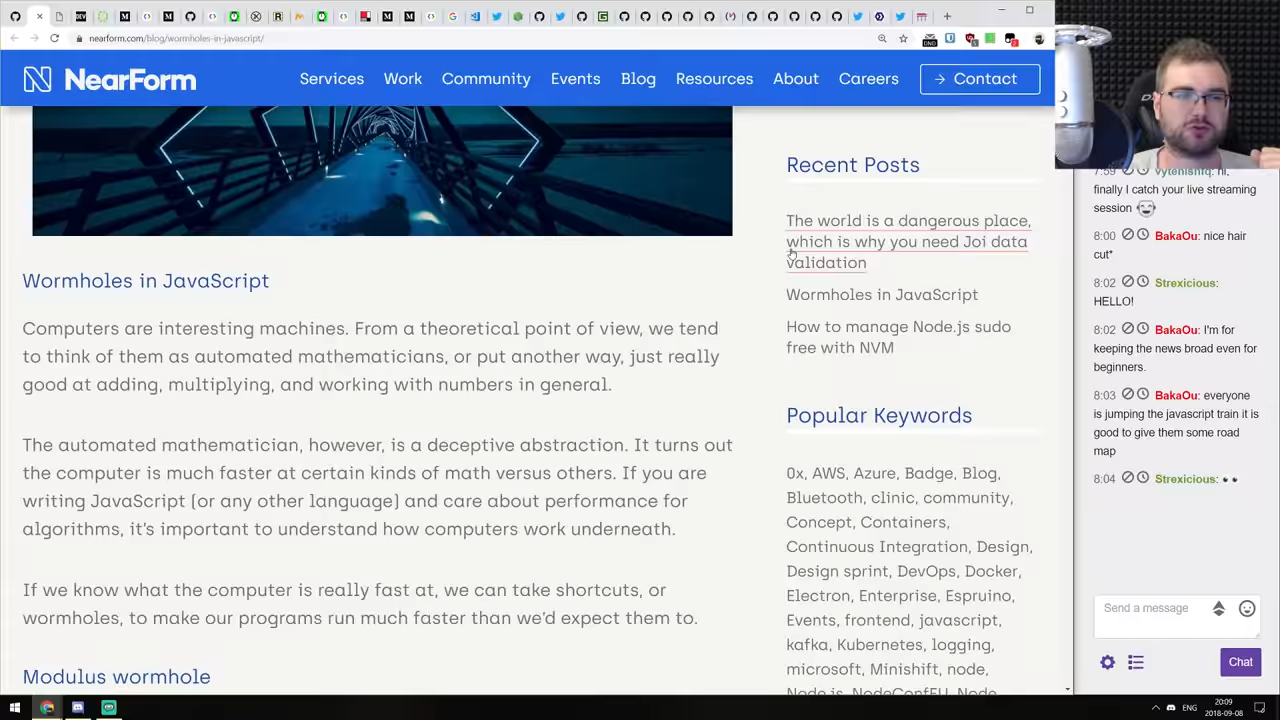 nearform.com/blog/wormholes-in-javascript/
NearForm
Services
Work
Community
Events
Blog
Resources
About
Careers
→ Contact
Wormholes in JavaScript
Computers are interesting machines. From a theoretical point of view, we tend
to think of them as automated mathematicians, or put another way, just really
good at adding, multiplying, and working with numbers in general.
The automated mathematician, however, is a deceptive abstraction. It turns out
the computer is much faster at certain kinds of math versus others. If you are
writing JavaScript (or any other language) and care about performance for
algorithms, it’s important to understand how computers work underneath.
If we know what the computer is really fast at, we can take shortcuts, or
wormholes, to make our programs run much faster than we’d expect them to.
Modulus wormhole
Recent Posts
The world is a dangerous place,
which is why you need Joi data
validation
Wormholes in JavaScript
How to manage Node.js sudo
free with NVM
Popular Keywords
0x, AWS, Azure, Badge, Blog,
Bluetooth, clinic, community,
Concept, Containers,
Continuous Integration, Design,
Design sprint, DevOps, Docker,
Electron, Enterprise, Espruino,
Events, frontend, javascript,
kafka, Kubernetes, logging,
microsoft, Minishift, node,
Node.js, NodeConfEU, Node
7:59 vytenisfq: hi,
finally I catch your live streaming
session
8:00 BakaOu: nice hair
cut*
8:02 Strexicious:
HELLO!
8:02 BakaOu: I'm for
keeping the news broad even for
beginners.
8:03 BakaOu: everyone
is jumping the javascript train it is
good to give them some road
map
8:04 Strexicious:
Send a message
Chat
ENG
20:09
2018-09-08